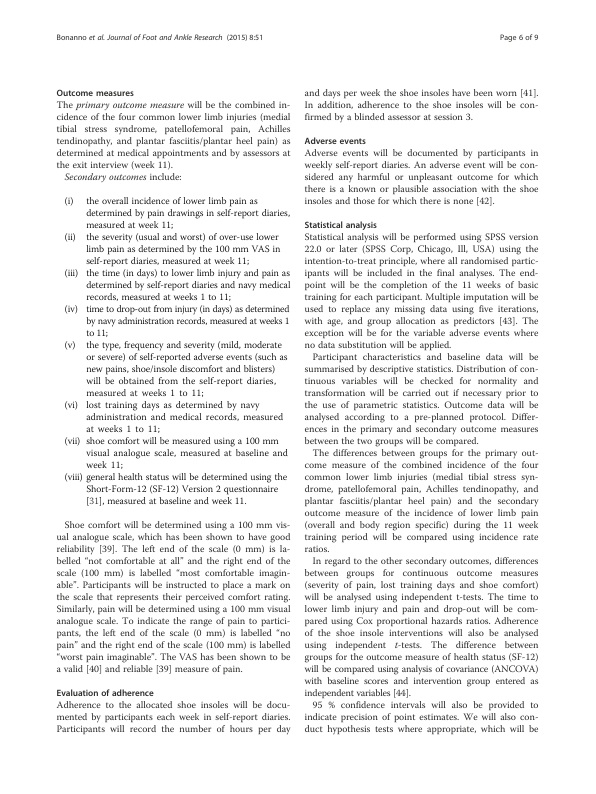 Bonanno et al. Journal of Foot and Ankle Research (2015) 8:51
Page 6 of 9
Outcome measures
The primary outcome measure will be the combined in-
cidence of the four common lower limb injuries (medial
tibial stress syndrome, patellofemoral pain, Achilles
tendinopathy, and plantar fasciitis/plantar heel pain) as
determined at medical appointments and by assessors at
the exit interview (week 11).
Secondary outcomes include:
(i) the overall incidence of lower limb pain as
determined by pain drawings in self-report diaries,
measured at week 11;
(ii) the severity (usual and worst) of over-use lower
limb pain as determined by the 100 mm VAS in
self-report diaries, measured at week 11;
(iii) the time (in days) to lower limb injury and pain as
determined by self-report diaries and navy medical
records, measured at weeks 1 to 11;
(iv) time to drop-out from injury (in days) as determined
by navy administration records, measured at weeks 1
to 11;
(v) the type, frequency and severity (mild, moderate
or severe) of self-reported adverse events (such as
new pains, shoe/insole discomfort and blisters)
will be obtained from the self-report diaries,
measured at weeks 1 to 11;
(vi) lost training days as determined by navy
administration and medical records, measured
at weeks 1 to 11;
(vii) shoe comfort will be measured using a 100 mm
visual analogue scale, measured at baseline and
week 11;
(viii) general health status will be determined using the
Short-Form-12 (SF-12) Version 2 questionnaire
[31], measured at baseline and week 11.
Shoe comfort will be determined using a 100 mm vis-
ual analogue scale, which has been shown to have good
reliability [39]. The left end of the scale (0 mm) is la-
belled “not comfortable at all” and the right end of the
scale (100 mm) is labelled “most comfortable imagin-
able”. Participants will be instructed to place a mark on
the scale that represents their perceived comfort rating.
Similarly, pain will be determined using a 100 mm visual
analogue scale. To indicate the range of pain to partici-
pants, the left end of the scale (0 mm) is labelled “no
pain” and the right end of the scale (100 mm) is labelled
“worst pain imaginable”. The VAS has been shown to be
a valid [40] and reliable [39] measure of pain.
Evaluation of adherence
Adherence to the allocated shoe insoles will be docu-
mented by participants each week in self-report diaries.
Participants will record the number of hours per day
and days per week the shoe insoles have been worn [41].
In addition, adherence to the shoe insoles will be con-
firmed by a blinded assessor at session 3.
Adverse events
Adverse events will be documented by participants in
weekly self-report diaries. An adverse event will be con-
sidered any harmful or unpleasant outcome for which
there is a known or plausible association with the shoe
insoles and those for which there is none [42].
Statistical analysis
Statistical analysis will be performed using SPSS version
22.0 or later (SPSS Corp, Chicago, Ill, USA) using the
intention-to-treat principle, where all randomised partic-
ipants will be included in the final analyses. The end-
point will be the completion of the 11 weeks of basic
training for each participant. Multiple imputation will be
used to replace any missing data using five iterations,
with age, and group allocation as predictors [43]. The
exception will be for the variable adverse events where
no data substitution will be applied.
Participant characteristics and baseline data will be
summarised by descriptive statistics. Distribution of con-
tinuous variables will be checked for normality and
transformation will be carried out if necessary prior to
the use of parametric statistics. Outcome data will be
analysed according to a pre-planned protocol. Differ-
ences in the primary and secondary outcome measures
between the two groups will be compared.
The differences between groups for the primary out-
come measure of the combined incidence of the four
common lower limb injuries (medial tibial stress syn-
drome, patellofemoral pain, Achilles tendinopathy, and
plantar fasciitis/plantar heel pain) and the secondary
outcome measure of the incidence of lower limb pain
(overall and body region specific) during the 11 week
training period will be compared using incidence rate
ratios.
In regard to the other secondary outcomes, differences
between groups for continuous outcome measures
(severity of pain, lost training days and shoe comfort)
will be analysed using independent t-tests. The time to
lower limb injury and pain and drop-out will be com-
pared using Cox proportional hazards ratios. Adherence
of the shoe insole interventions will also be analysed
using independent t-tests. The difference between
groups for the outcome measure of health status (SF-12)
will be compared using analysis of covariance (ANCOVA)
with baseline scores and intervention group entered as
independent variables [44].
95 % confidence intervals will also be provided to
indicate precision of point estimates. We will also con-
duct hypothesis tests where appropriate, which will be